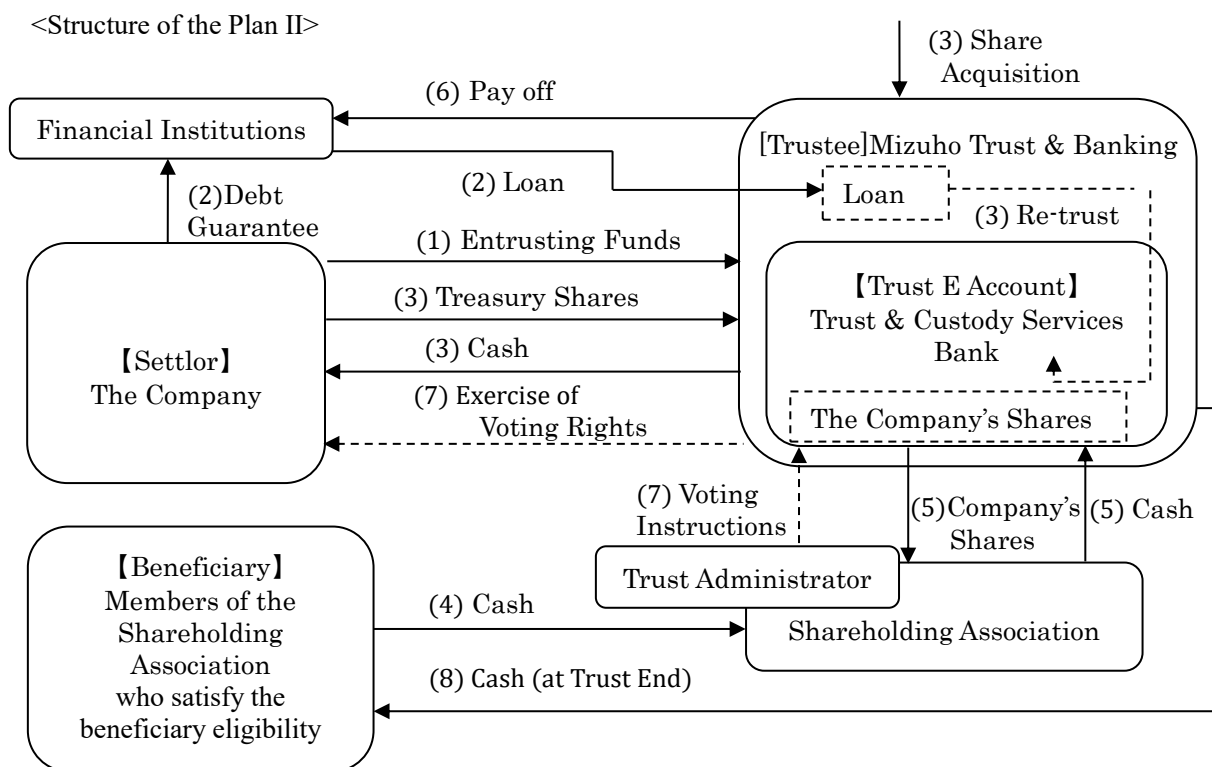 <Structure of the Plan II>
(3) Share
Acquisition
(6) Pay off
Financial Institutions
[Trustee]Mizuho Trust & Banking
(2) Loan
Loan
(2)Debt
Guarantee
(3) Re-trust
(1) Entrusting Funds
(3) Treasury Shares
【Trust E Account】
Trust & Custody Services
Bank
(3) Cash
【Settlor】
The Company
(7) Exercise of
Voting Rights
The Company's Shares
(7) Voting
Instructions
(5)Company's
Shares
(5) Cash
【Beneficiary】
Members of the
Shareholding
Association
who satisfy the
beneficiary eligibility
Trust Administrator
(4) Cash
Shareholding Association
(8) Cash (at Trust End)